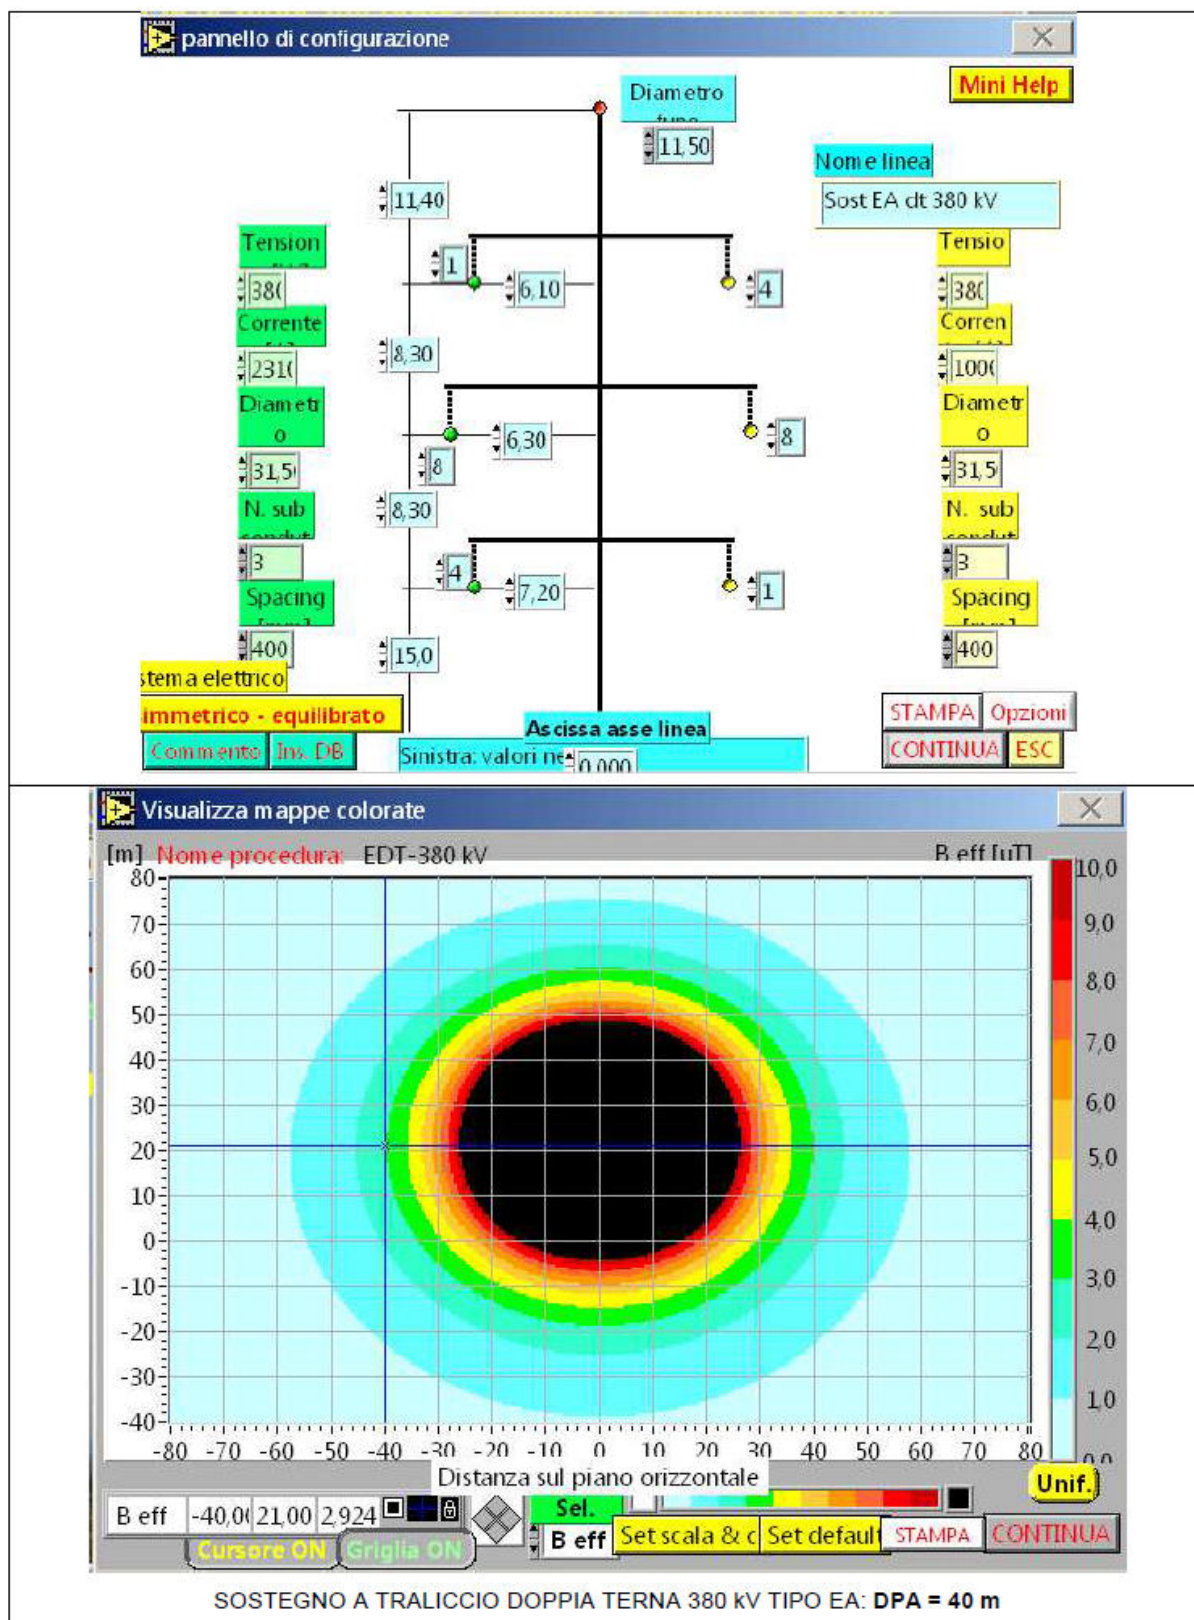 pannello di configurazione
Mini Help
Diametro
11,50
Nome linea
Sost EA dt 380 kV
11,40
Tension
Tensio
1
6,10
4
380
380
Corrente
Corren
8,30
231
100
Diametr
o
Diametr
o
6,30
8
8
31,5
31,5
N. sub
condut
N. sub
condut
8,30
4
7,20
1
3
3
Spacing
[mm]
Spacing
[mm]
400
15,0
400
stema elettrico
immetrico - equilibrato
STAMPA Opzioni
Ascissa asse linea
Commento Ins. DB
Sinistra: valori ne
0,000
CONTINUA ESC
Visualizza mappe colorate
[m] Nome procedura: EDT-380 kV B eff [uT]
80
70
60
50
40
30
20
10
0
-10
-20
-30
-40
10,0
9,0
8,0
7,0
6,0
5,0
4,0
3,0
2,0
1,0
0,0
-80 -70 -60 -50 -40 -30 -20 -10 0 10 20 30 40 50 60 70 80
Distanza sul piano orizzontale
Unif.
B eff -40,0 21,00 2,924
Sel.
B eff
Set scala & c Set default STAMPA CONTINUA
Cursore ON Griglia ON
SOSTEGNO A TRALICCIO DOPPIA TERNA 380 kV TIPO EA: DPA = 40 m